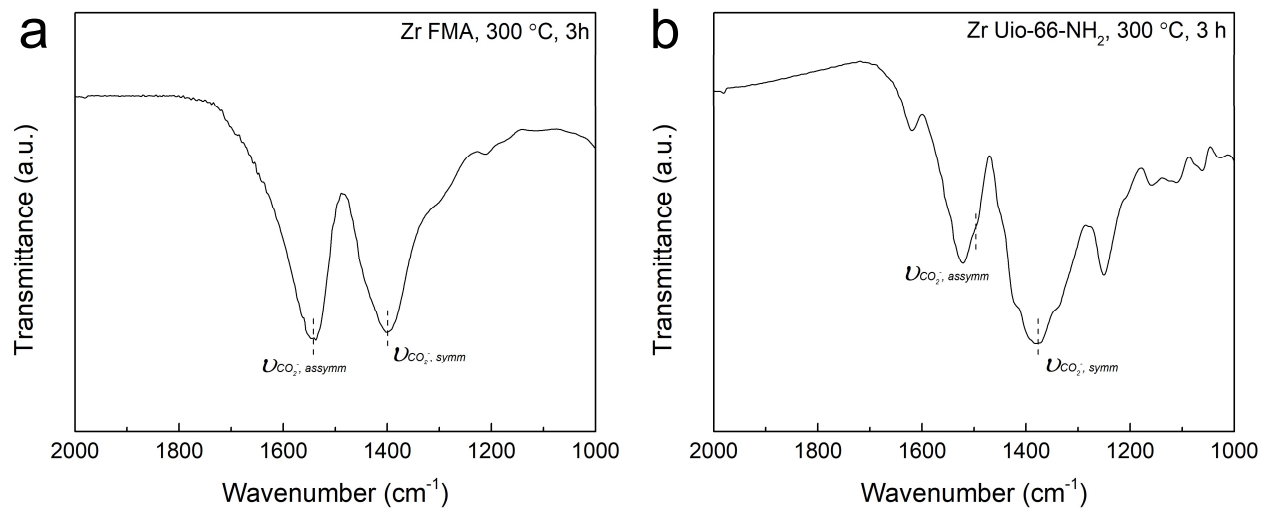 a
Zr FMA, 300 °C, 3h
Transmittance (a.u.)
υCO₂⁻, assymm
υCO₂⁻, symm
2000 1800 1600 1400 1200 1000
Wavenumber (cm⁻¹)
b
Zr Uio-66-NH₂, 300 °C, 3 h
Transmittance (a.u.)
υCO₂⁻, assymm
υCO₂⁻, symm
2000 1800 1600 1400 1200 1000
Wavenumber (cm⁻¹)